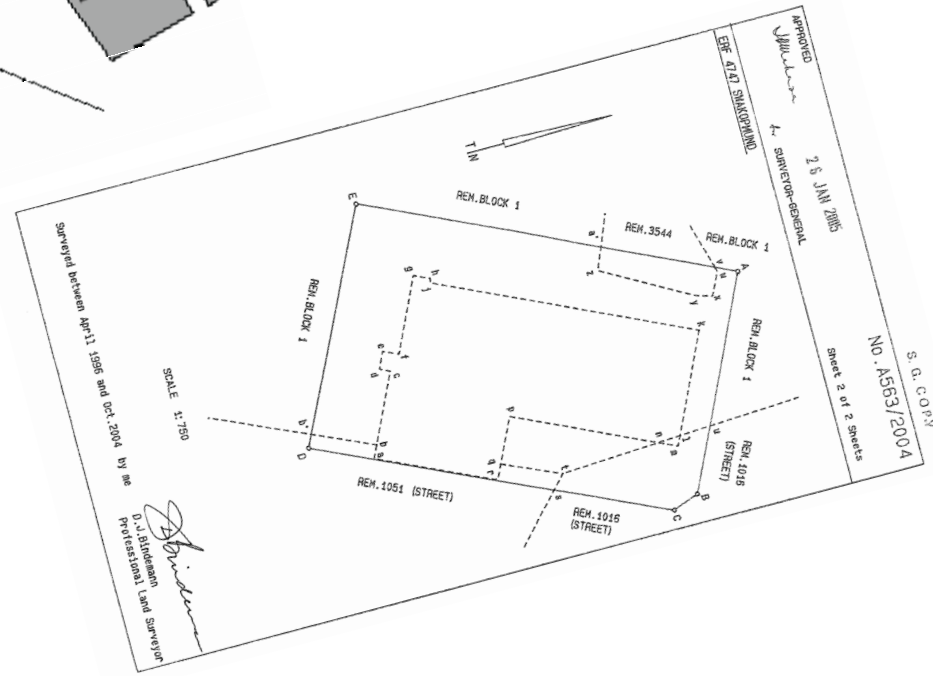 S. G. COPY
No. A563/2004
Sheet 2 of 2 Sheets
APPROVED
26 JAN 2005
for SURVEYOR-GENERAL
ERF 4747 SWAKOPMUND
T N
REM.BLOCK 1
REM.3544
REM.BLOCK 1
REM.BLOCK 1
REM.BLOCK 1
REM.1016
(STREET)
REM.1016
(STREET)
REM.1051 (STREET)
A
B
C
D
E
a
b
c
d
e
f
g
h
j
k
l
m
n
p
q
r
s
t
u
v
w
x
y
z
a'
b'
SCALE 1:750
Surveyed between April 1996 and Oct.2004 by me
D.J.Bindemann
Professional Land Surveyor